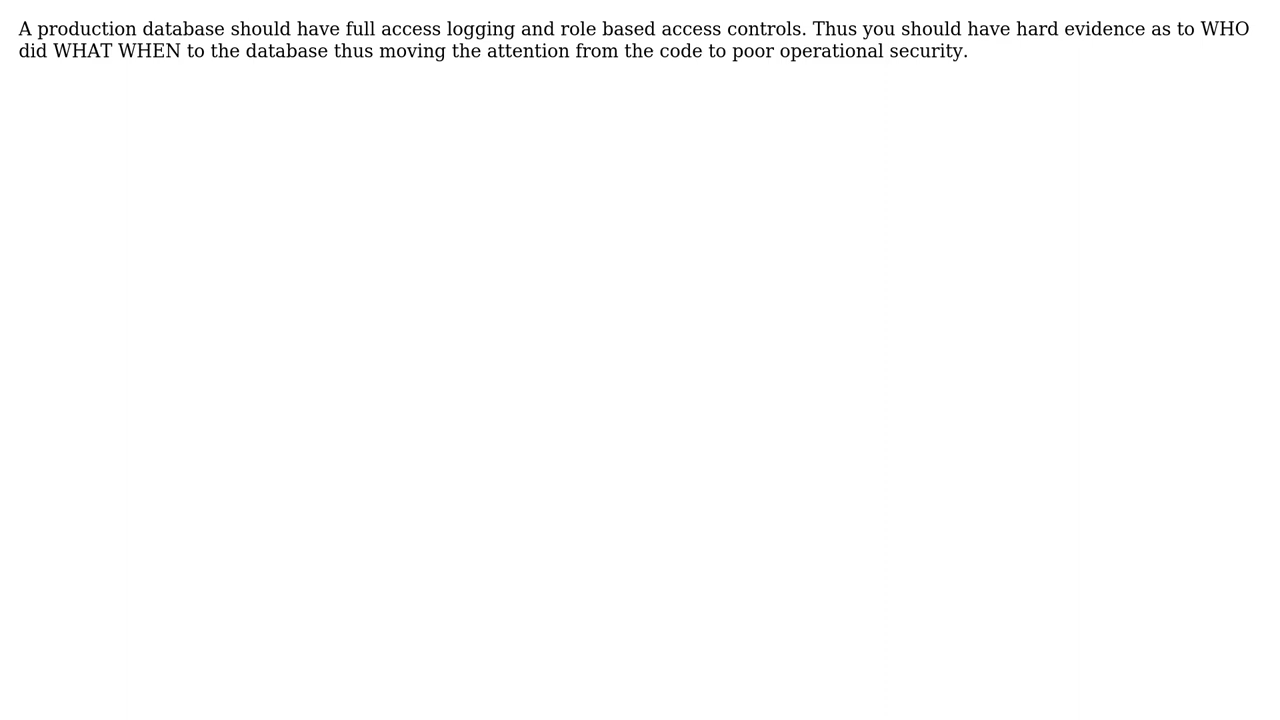 A production database should have full access logging and role based access controls. Thus you should have hard evidence as to WHO
did WHAT WHEN to the database thus moving the attention from the code to poor operational security.